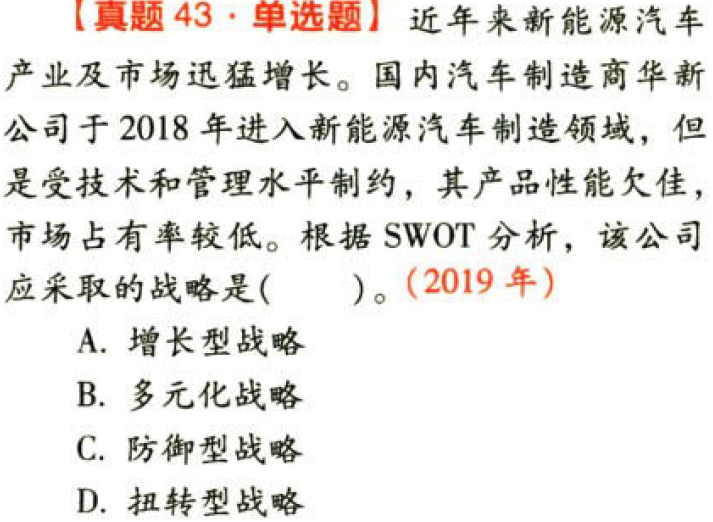 【真题 43·单选题】 近年来新能源汽车
产业及市场迅猛增长。国内汽车制造商华新
公司于 2018 年进入新能源汽车制造领域，但
是受技术和管理水平制约，其产品性能欠佳，
市场占有率较低。根据 SWOT 分析，该公司
应采取的战略是(　　)。(2019 年)
A. 增长型战略
B. 多元化战略
C. 防御型战略
D. 扭转型战略